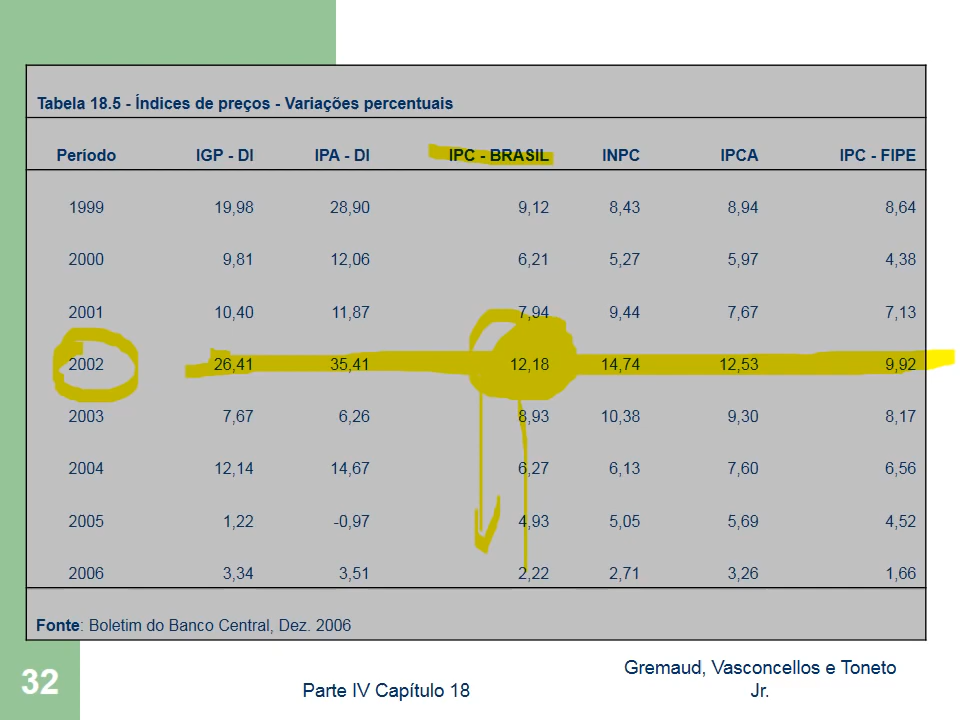 Tabela 18.5 - Índices de preços - Variações percentuais
Período IGP - DI IPA - DI IPC - BRASIL INPC IPCA IPC - FIPE
1999 19,98 28,90 9,12 8,43 8,94 8,64
2000 9,81 12,06 6,21 5,27 5,97 4,38
2001 10,40 11,87 7,94 9,44 7,67 7,13
2002 26,41 35,41 12,18 14,74 12,53 9,92
2003 7,67 6,26 8,93 10,38 9,30 8,17
2004 12,14 14,67 6,27 6,13 7,60 6,56
2005 1,22 -0,97 4,93 5,05 5,69 4,52
2006 3,34 3,51 2,22 2,71 3,26 1,66
Fonte: Boletim do Banco Central, Dez. 2006
32
Parte IV Capítulo 18
Gremaud, Vasconcellos e Toneto
Jr.